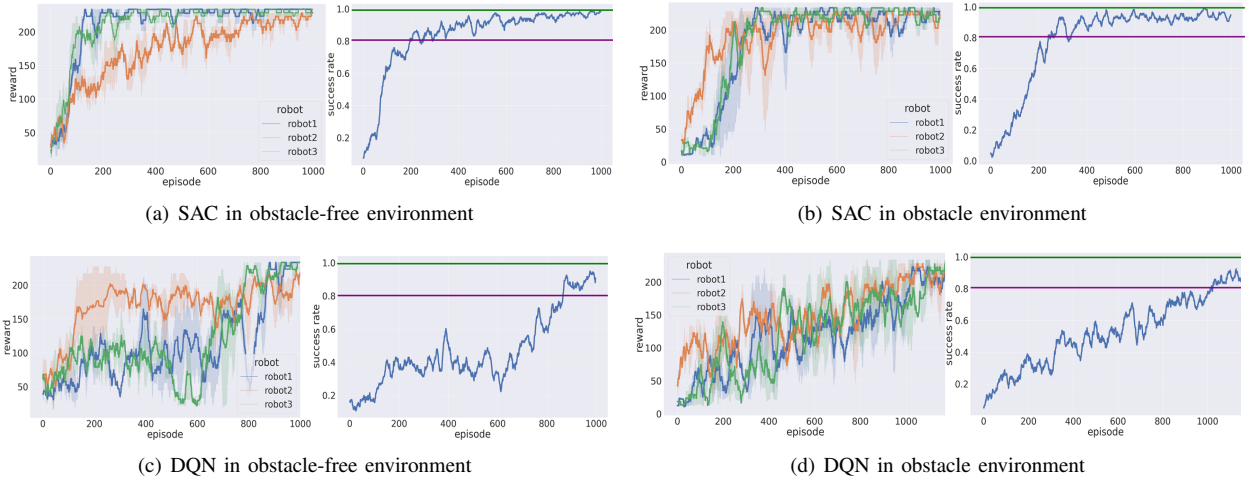 200
150
100
50
reward
0 200 400 600 800 1000
episode
robot
robot1
robot2
robot3
1.0
0.8
0.6
0.4
0.2
success rate
0 200 400 600 800 1000
episode
(a) SAC in obstacle-free environment
200
150
100
50
0
reward
0 200 400 600 800 1000
episode
robot
robot1
robot2
robot3
1.0
0.8
0.6
0.4
0.2
0.0
success rate
0 200 400 600 800 1000
episode
(b) SAC in obstacle environment
200
150
100
50
reward
0 200 400 600 800 1000
episode
robot
robot1
robot2
robot3
1.0
0.8
0.6
0.4
0.2
success rate
0 200 400 600 800 1000
episode
(c) DQN in obstacle-free environment
200
150
100
50
0
reward
0 200 400 600 800 1000
episode
robot
robot1
robot2
robot3
1.0
0.8
0.6
0.4
0.2
success rate
0 200 400 600 800 1000
episode
(d) DQN in obstacle environment